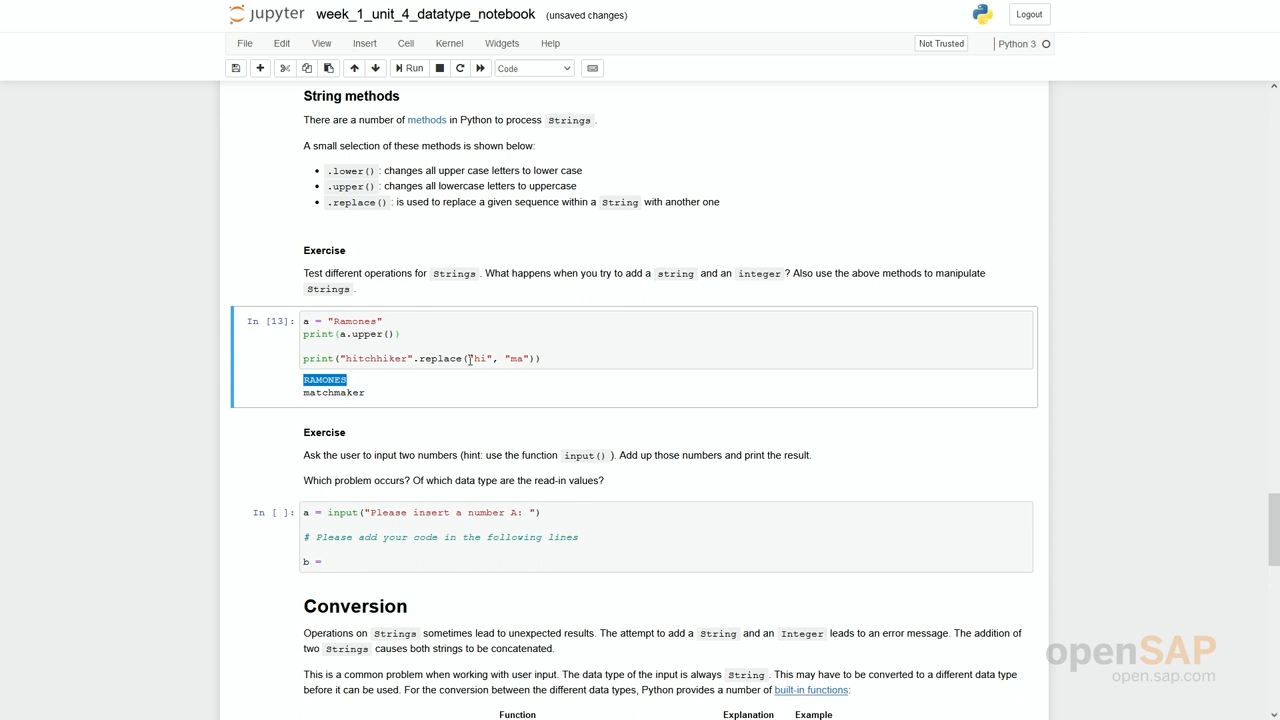 jupyter week_1_unit_4_datatype_notebook (unsaved changes) Logout
File Edit View Insert Cell Kernel Widgets Help Not Trusted Python 3
Run Code
String methods
There are a number of methods in Python to process Strings.
A small selection of these methods is shown below:
• .lower() : changes all upper case letters to lower case
• .upper() : changes all lowercase letters to uppercase
• .replace() : is used to replace a given sequence within a String with another one
Exercise
Test different operations for Strings. What happens when you try to add a string and an integer ? Also use the above methods to manipulate
Strings.
In [13]: a = "Ramones"
print(a.upper())
print("hitchhiker".replace("hi", "ma"))
RAMONES
matchmaker
Exercise
Ask the user to input two numbers (hint: use the function input() ). Add up those numbers and print the result.
Which problem occurs? Of which data type are the read-in values?
In [ ]: a = input("Please insert a number A: ")
# Please add your code in the following lines
b =
Conversion
Operations on Strings sometimes lead to unexpected results. The attempt to add a String and an Integer leads to an error message. The addition of
two Strings causes both strings to be concatenated.
This is a common problem when working with user input. The data type of the input is always String. This may have to be converted to a different data type
before it can be used. For the conversion between the different data types, Python provides a number of built-in functions:
Function Explanation Example
openSAP
open.sap.com